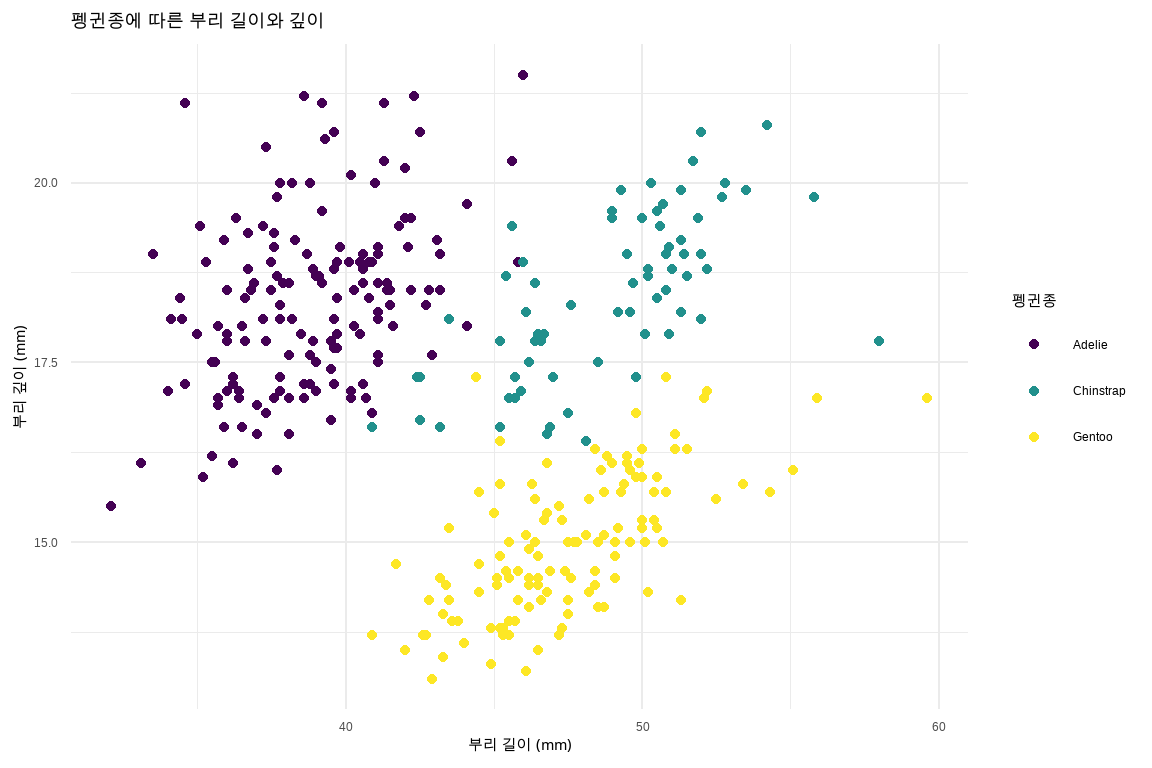 펭귄종에 따른 부리 길이와 깊이
20.0
17.5
15.0
부리 깊이 (mm)
40
50
60
부리 길이 (mm)
펭귄종
Adelie
Chinstrap
Gentoo